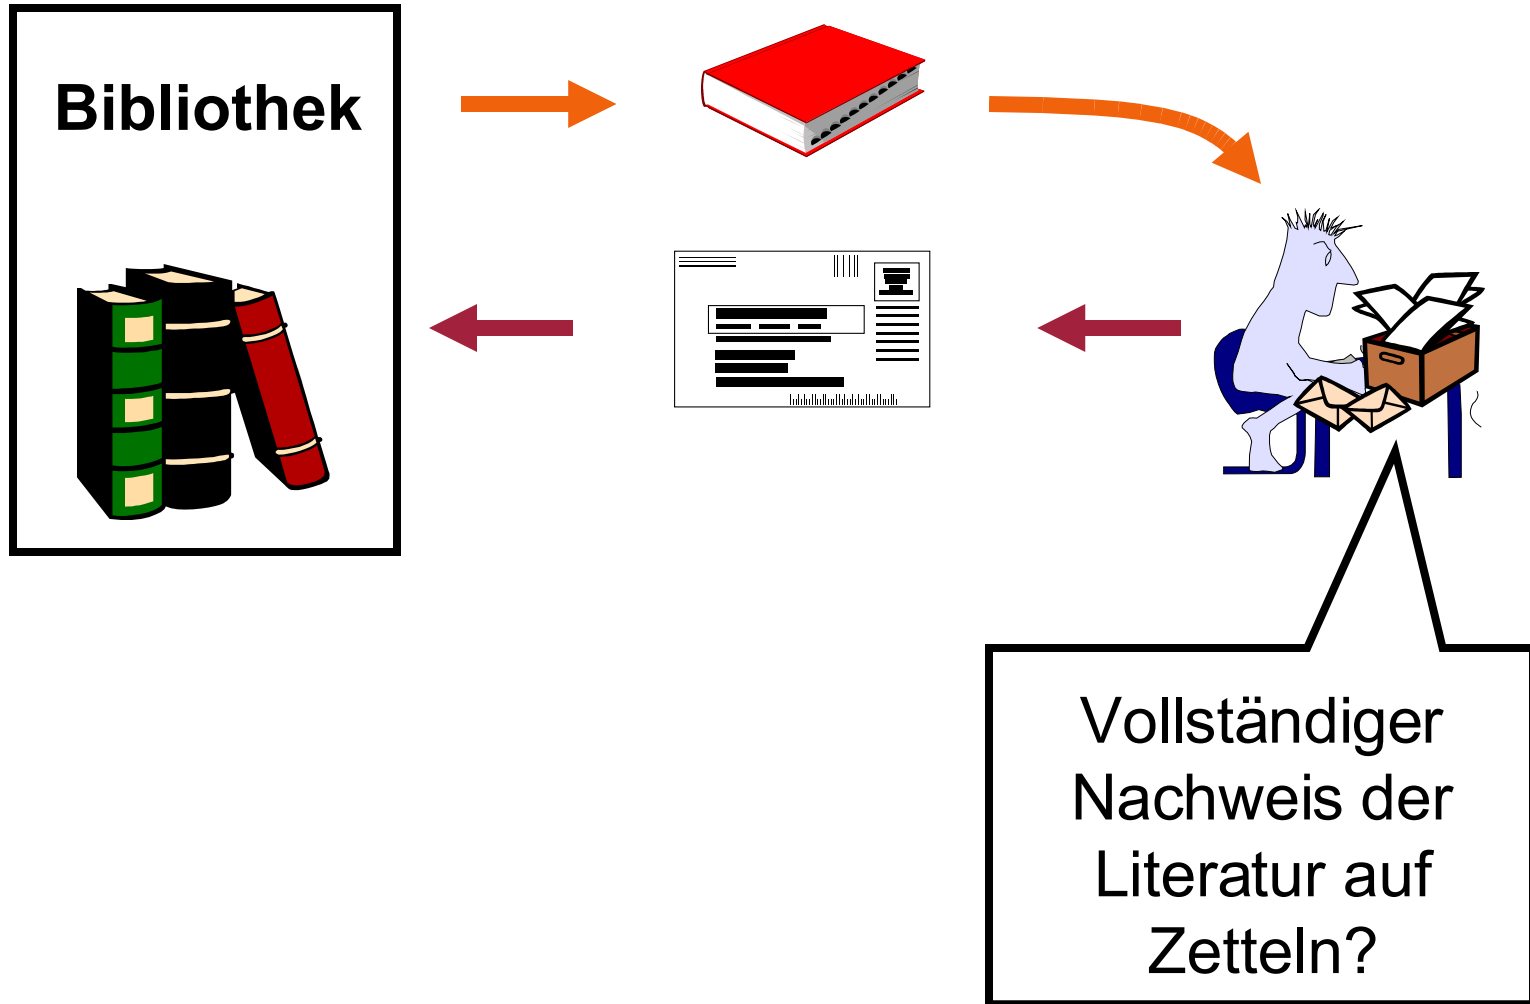 Bibliothek
Vollständiger
Nachweis der
Literatur auf
Zetteln?